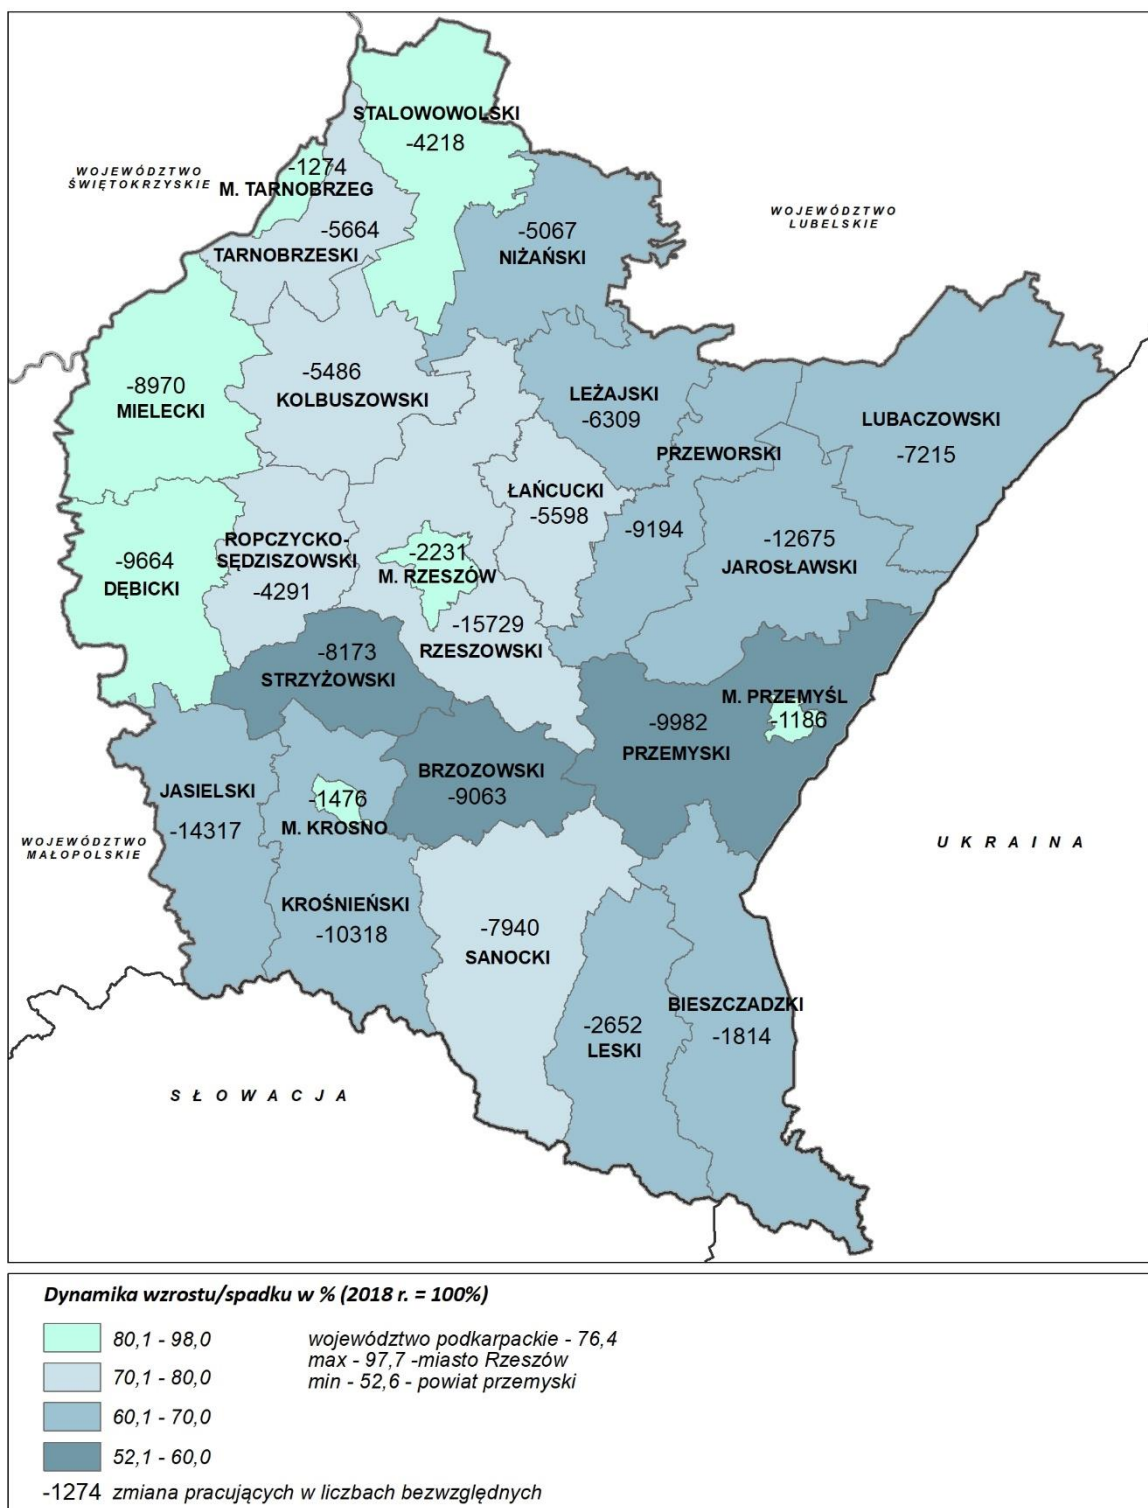 STALOWOWOLSKI
-4218
WOJEWÓDZTWO
ŚWIĘTOKRZYSKIE
-1274
M. TARNOBRZEG
WOJEWÓDZTWO
LUBELSKIE
-5664
TARNOBRZESKI
-5067
NIŻAŃSKI
-8970
MIELECKI
-5486
KOLBUSZOWSKI
LEŻAJSKI
-6309
LUBACZOWSKI
-7215
PRZEWORSKI
-9194
ŁAŃCUCKI
-5598
ROPCZYCKO-
SĘDZISZOWSKI
-4291
-9664
DĘBICKI
-2231
M. RZESZÓW
-12675
JAROSŁAWSKI
-15729
RZESZOWSKI
-8173
STRZYŻOWSKI
M. PRZEMYŚL
-1186
-9982
PRZEMYSKI
BRZOZOWSKI
-9063
JASIELSKI
-14317
-1476
M. KROSNO
WOJEWÓDZTWO
MAŁOPOLSKIE
UKRAINA
KROŚNIEŃSKI
-10318
-7940
SANOCKI
BIESZCZADZKI
-1814
-2652
LESKI
SŁOWACJA
Dynamika wzrostu/spadku w % (2018 r. = 100%)
80,1 - 98,0
70,1 - 80,0
60,1 - 70,0
52,1 - 60,0
województwo podkarpackie - 76,4
max - 97,7 -miasto Rzeszów
min - 52,6 - powiat przemyski
-1274 zmiana pracujących w liczbach bezwzględnych